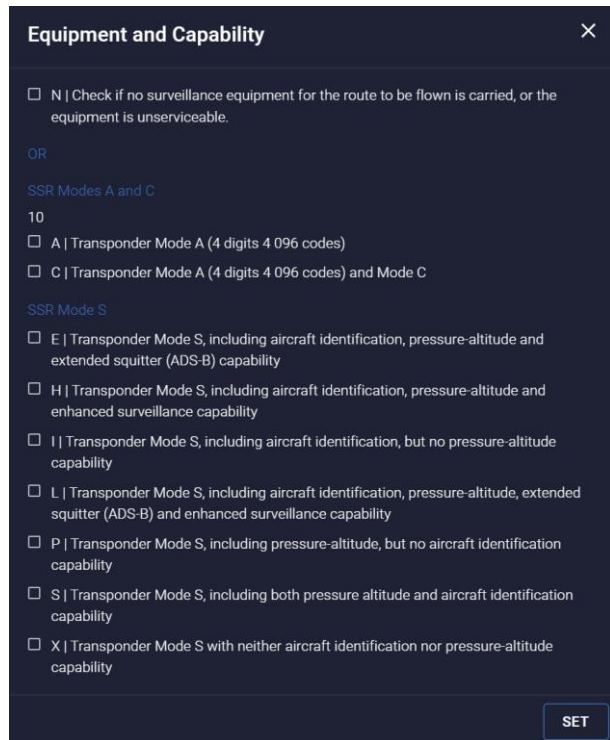 Equipment and Capability
N | Check if no surveillance equipment for the route to be flown is carried, or the
equipment is unserviceable.
OR
SSR Modes A and C
10
A | Transponder Mode A (4 digits 4 096 codes)
C | Transponder Mode A (4 digits 4 096 codes) and Mode C
SSR Mode S
E | Transponder Mode S, including aircraft identification, pressure-altitude and
extended squitter (ADS-B) capability
H | Transponder Mode S, including aircraft identification, pressure-altitude and
enhanced surveillance capability
I | Transponder Mode S, including aircraft identification, but no pressure-altitude
capability
L | Transponder Mode S, including aircraft identification, pressure-altitude, extended
squitter (ADS-B) and enhanced surveillance capability
P | Transponder Mode S, including pressure-altitude, but no aircraft identification
capability
S | Transponder Mode S, including both pressure altitude and aircraft identification
capability
X | Transponder Mode S with neither aircraft identification nor pressure-altitude
capability
SET